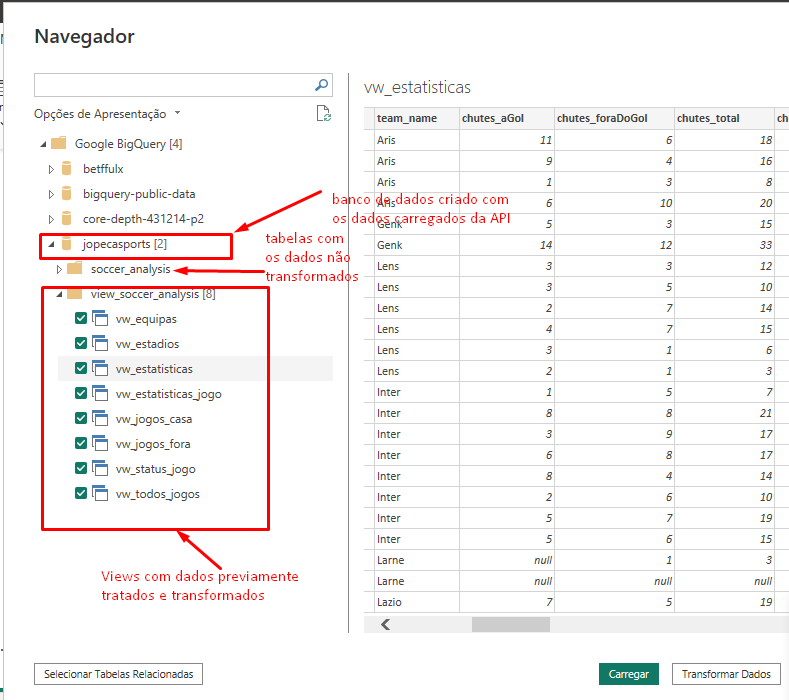 Navegador
Opções de Apresentação
Google BigQuery [4]
betffulx
bigquery-public-data
core-depth-431214-p2
jopecasports [2]
soccer_analysis
view_soccer_analysis [8]
vw_equipas
vw_estadios
vw_estatisticas
vw_estatisticas_jogo
vw_jogos_casa
vw_jogos_fora
vw_status_jogo
vw_todos_jogos
banco de dados criado com
os dados carregados da API
tabelas com
os dados não
transformados
Views com dados previamente
tratados e transformados
vw_estatisticas
team_name chutes_aGol chutes_foraDoGol chutes_total ch
Aris 11 6 18
Aris 9 4 16
Aris 1 3 8
Aris 6 10 20
Genk 5 3 15
Genk 14 12 33
Lens 3 3 12
Lens 3 5 10
Lens 2 7 14
Lens 4 7 15
Lens 3 1 6
Lens 2 1 3
Inter 1 5 7
Inter 8 8 21
Inter 3 9 17
Inter 6 8 17
Inter 8 4 14
Inter 2 6 10
Inter 5 7 19
Inter 5 6 15
Larne null 1 3
Larne null null null
Lazio 7 5 19
Selecionar Tabelas Relacionadas
Carregar
Transformar Dados